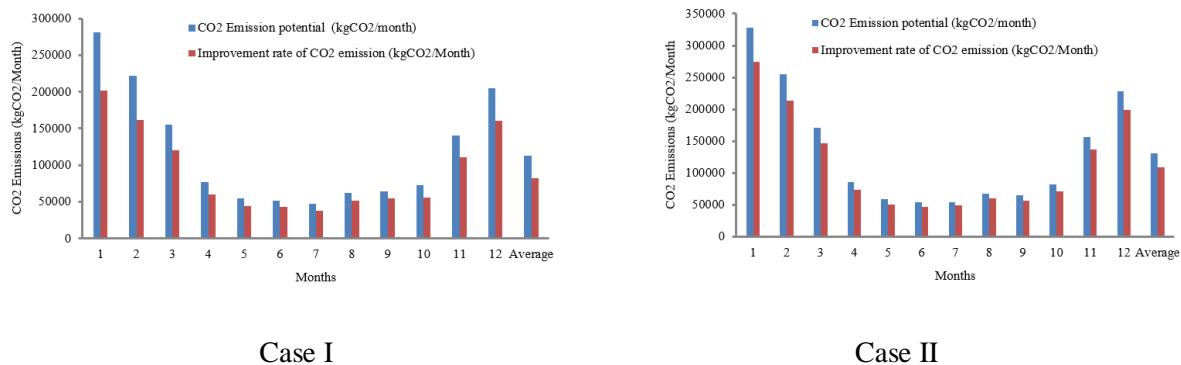 300000
250000
200000
150000
100000
50000
0
CO2 Emissions (kgCO2/Month)
CO2 Emission potential (kgCO2/month)
Improvement rate of CO2 emission (kgCO2/Month)
1 2 3 4 5 6 7 8 9 10 11 12 Average
Months
Case I
350000
300000
250000
200000
150000
100000
50000
0
CO2 Emissions (kgCO2/Month
CO2 Emission potential (kgCO2/month)
Improvement rate of CO2 emission (kgCO2/Month)
1 2 3 4 5 6 7 8 9 10 11 12 Average
Months
Case II